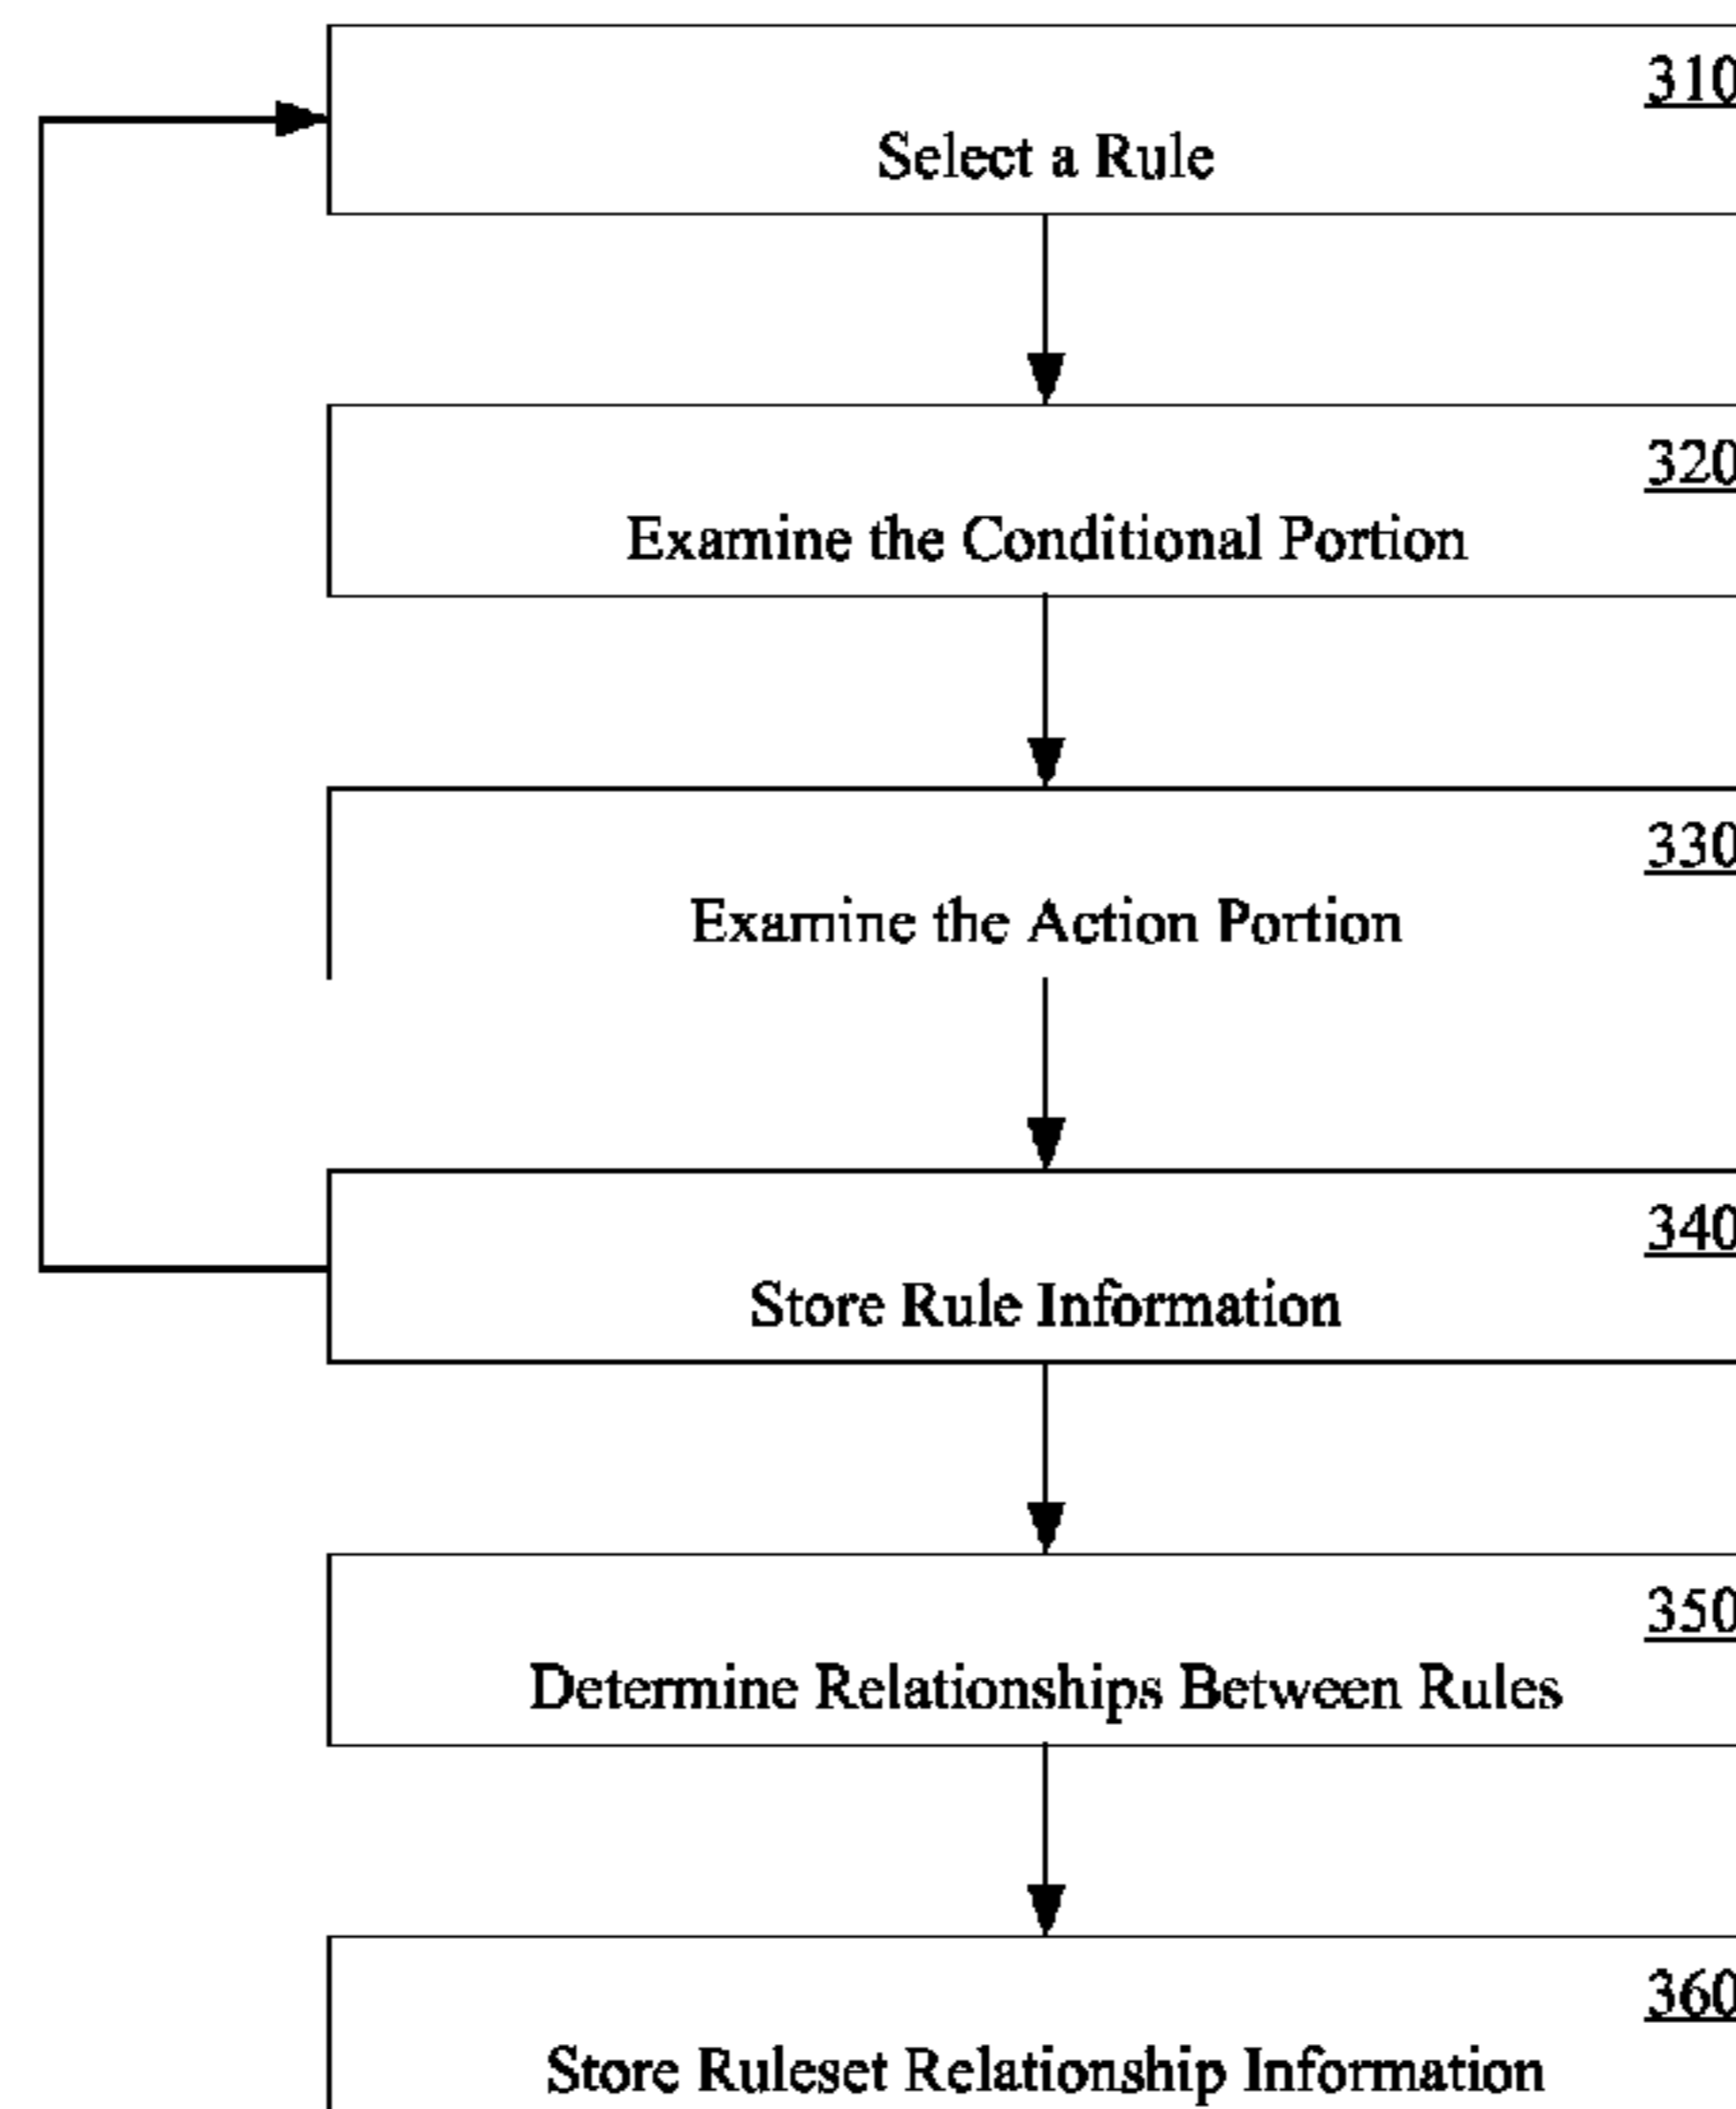 310
Select a Rule
320
Examine the Conditional Portion
330
Examine the Action Portion
340
Store Rule Information
350
Determine Relationships Between Rules
360
Store Ruleset Relationship Information